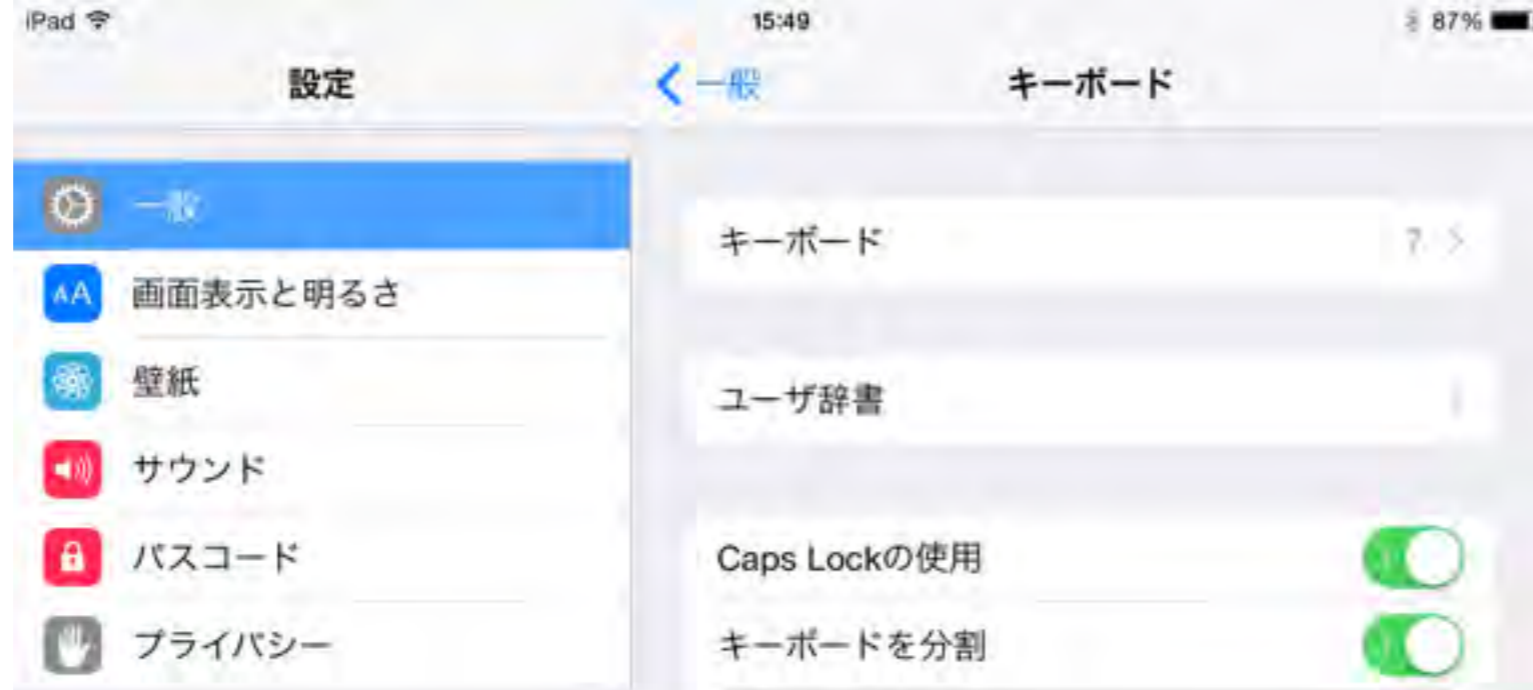 iPad
15:49
87%
設定
一般
キーボード
一般
画面表示と明るさ
壁紙
サウンド
パスコード
プライバシー
キーボード
7
ユーザ辞書
Caps Lockの使用
キーボードを分割